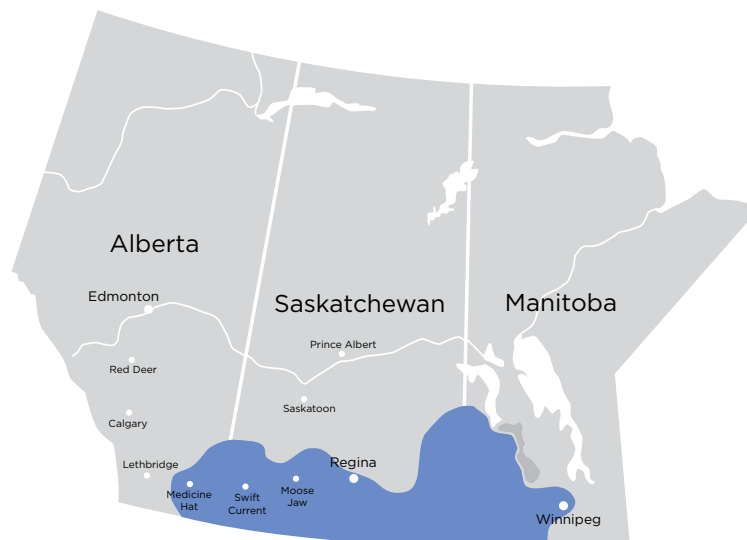 Alberta
Edmonton
Saskatchewan
Manitoba
Prince Albert
Red Deer
Saskatoon
Calgary
Lethbridge
Regina
Medicine
Hat
Swift
Current
Moose
Jaw
Winnipeg